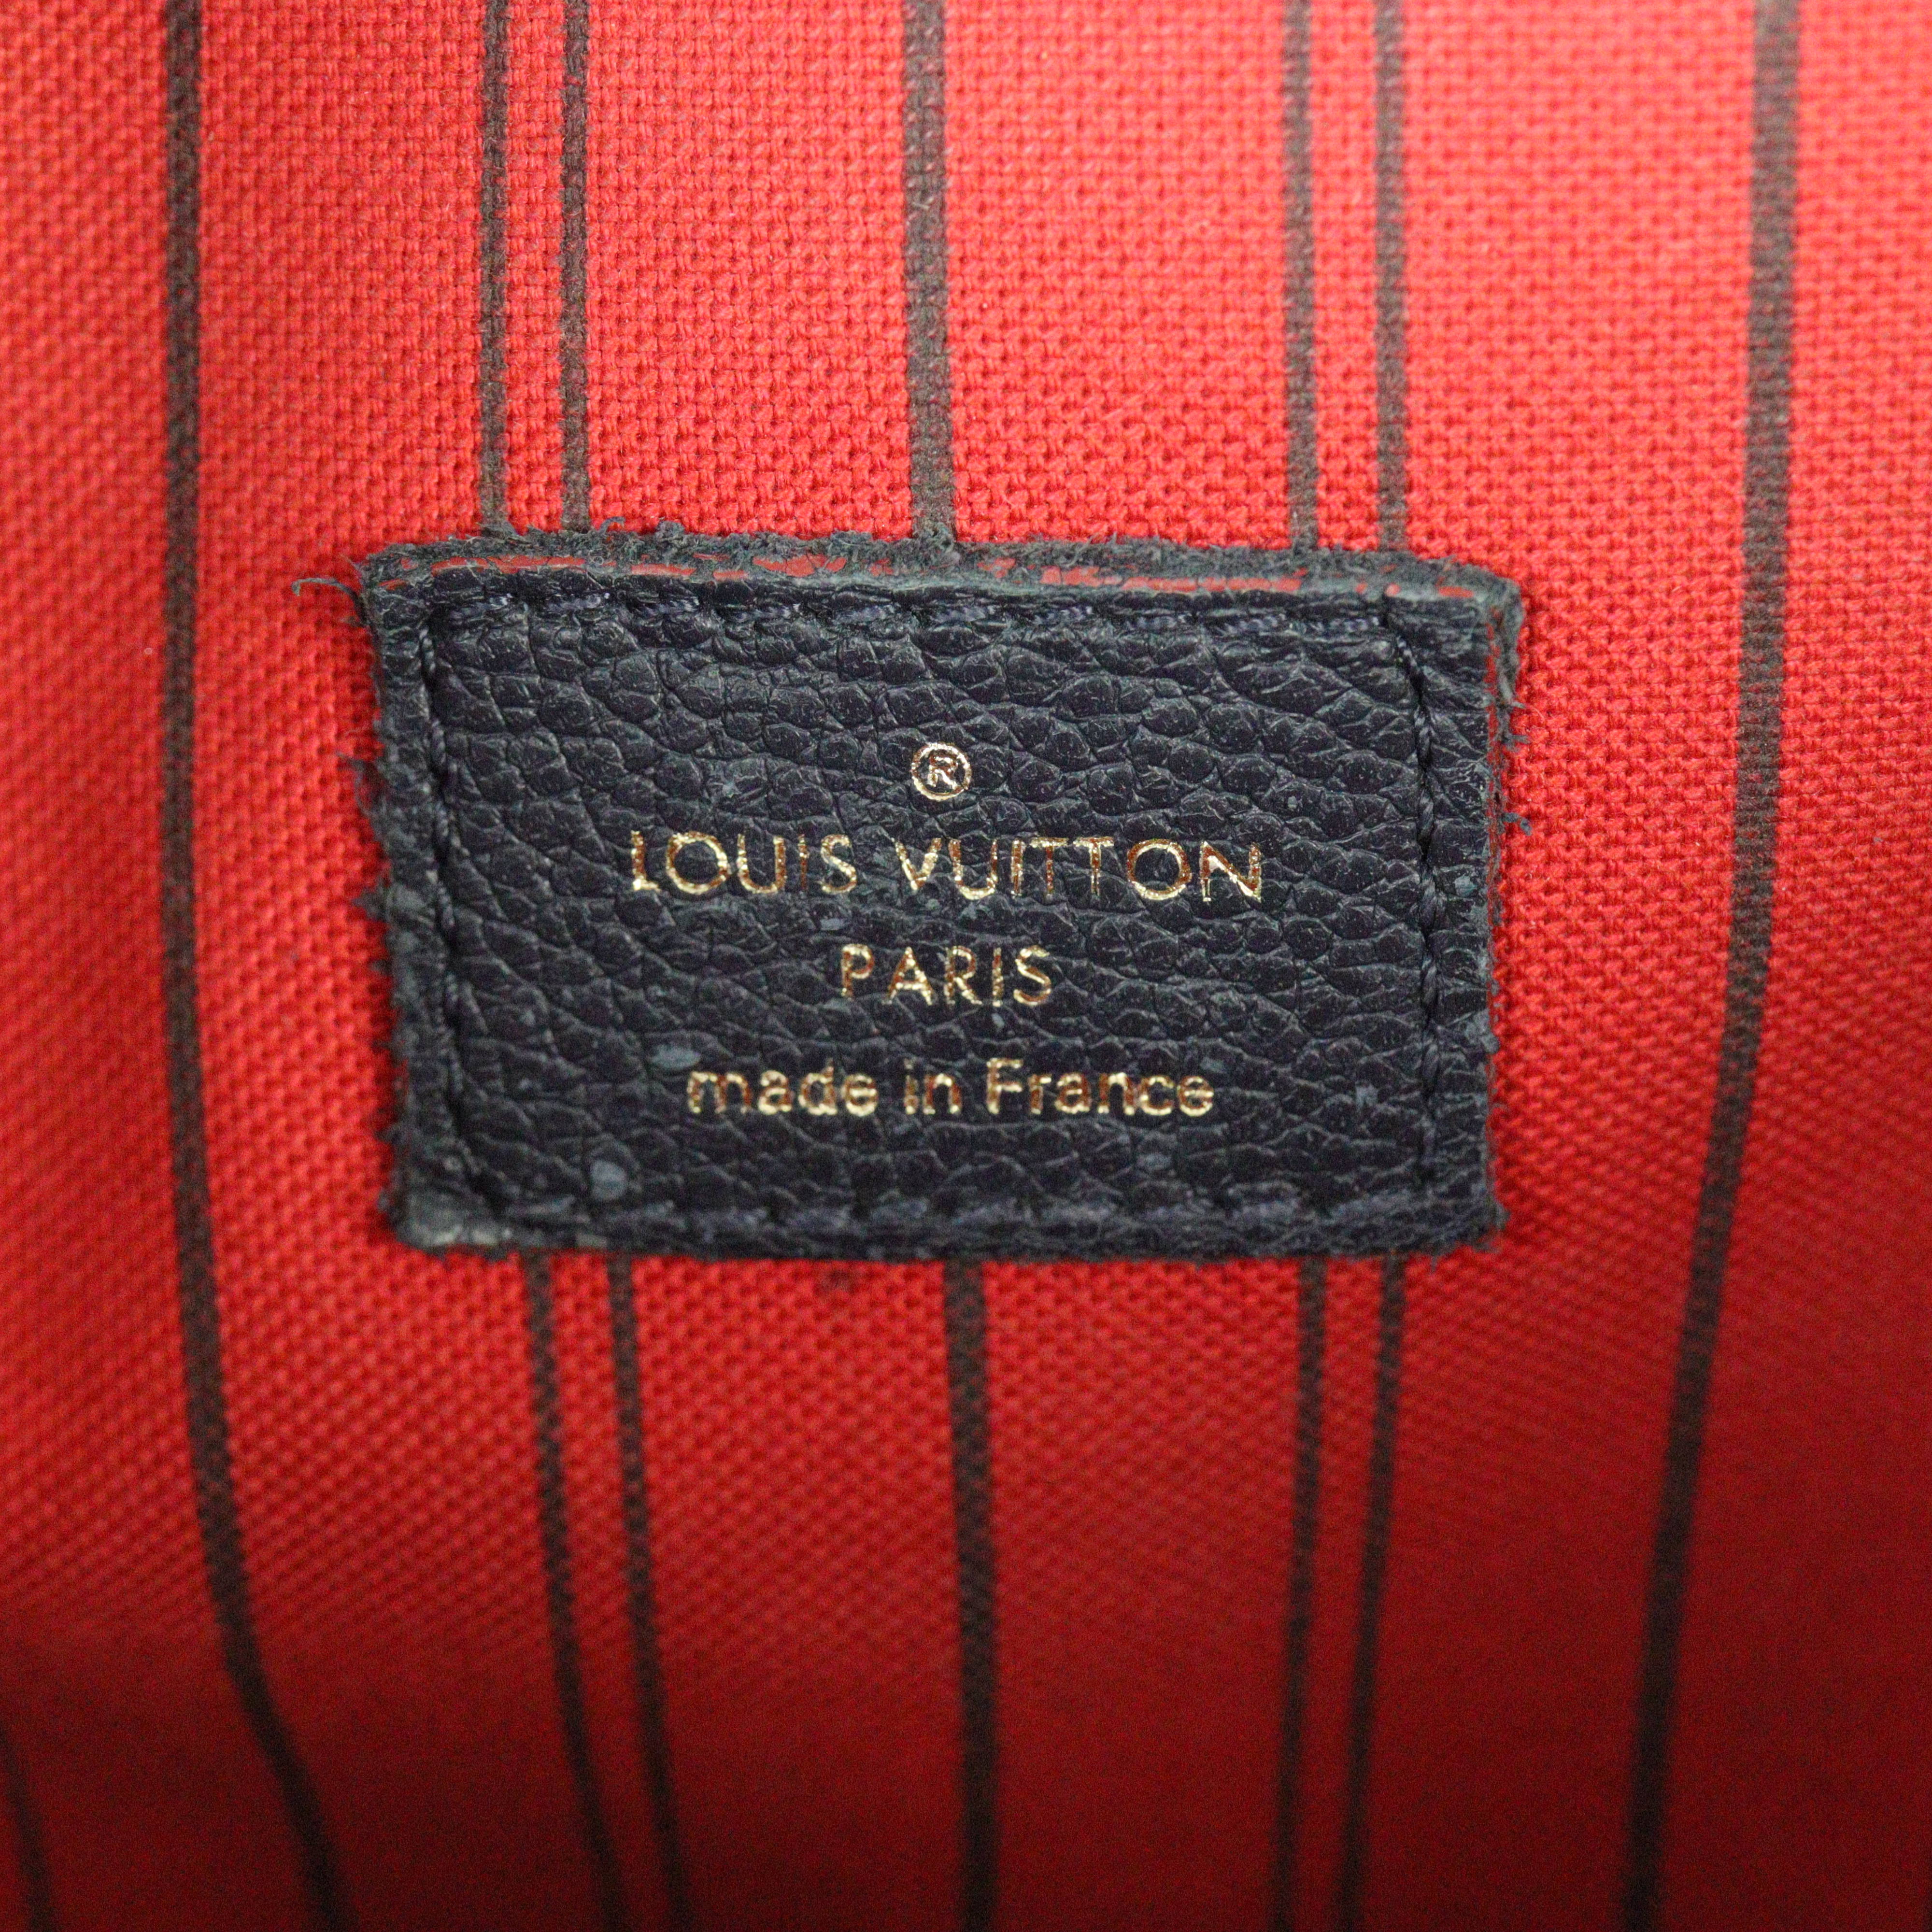 ®
LOUIS VUITTON
PARIS
made in France